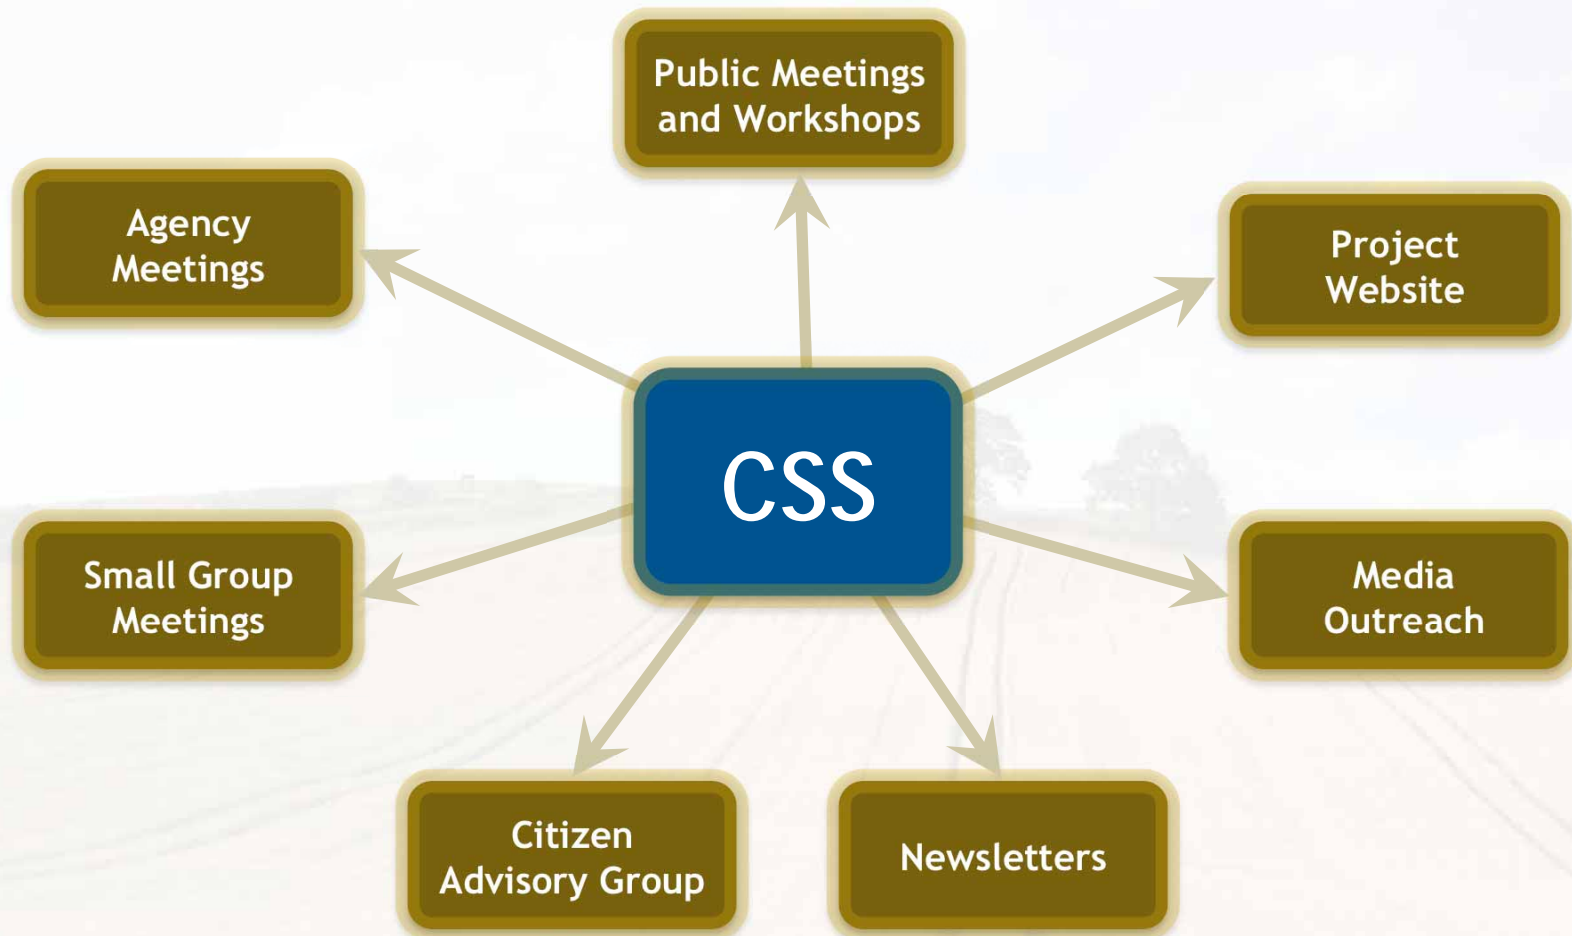 Public Meetings
and Workshops
Agency
Meetings
Project
Website
CSS
Small Group
Meetings
Media
Outreach
Citizen
Advisory Group
Newsletters